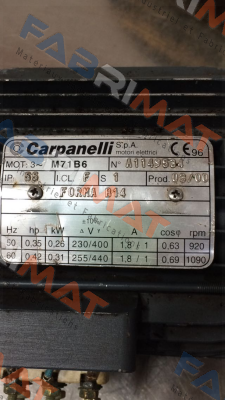 Carpanelli S.p.A.
motori elettrici
CE 96
MOT. 3~ M71B6 N°
IP 55 I.CL F S 1 Prod.
FORMA B14
Hz hp kW ±10% V A cosφ rpm
50 0,35 0,26 230/400 1.8/1 0.63 920
60 0.42 0.31 255/440 1.8/1 0.69 1090
FABRIMAT